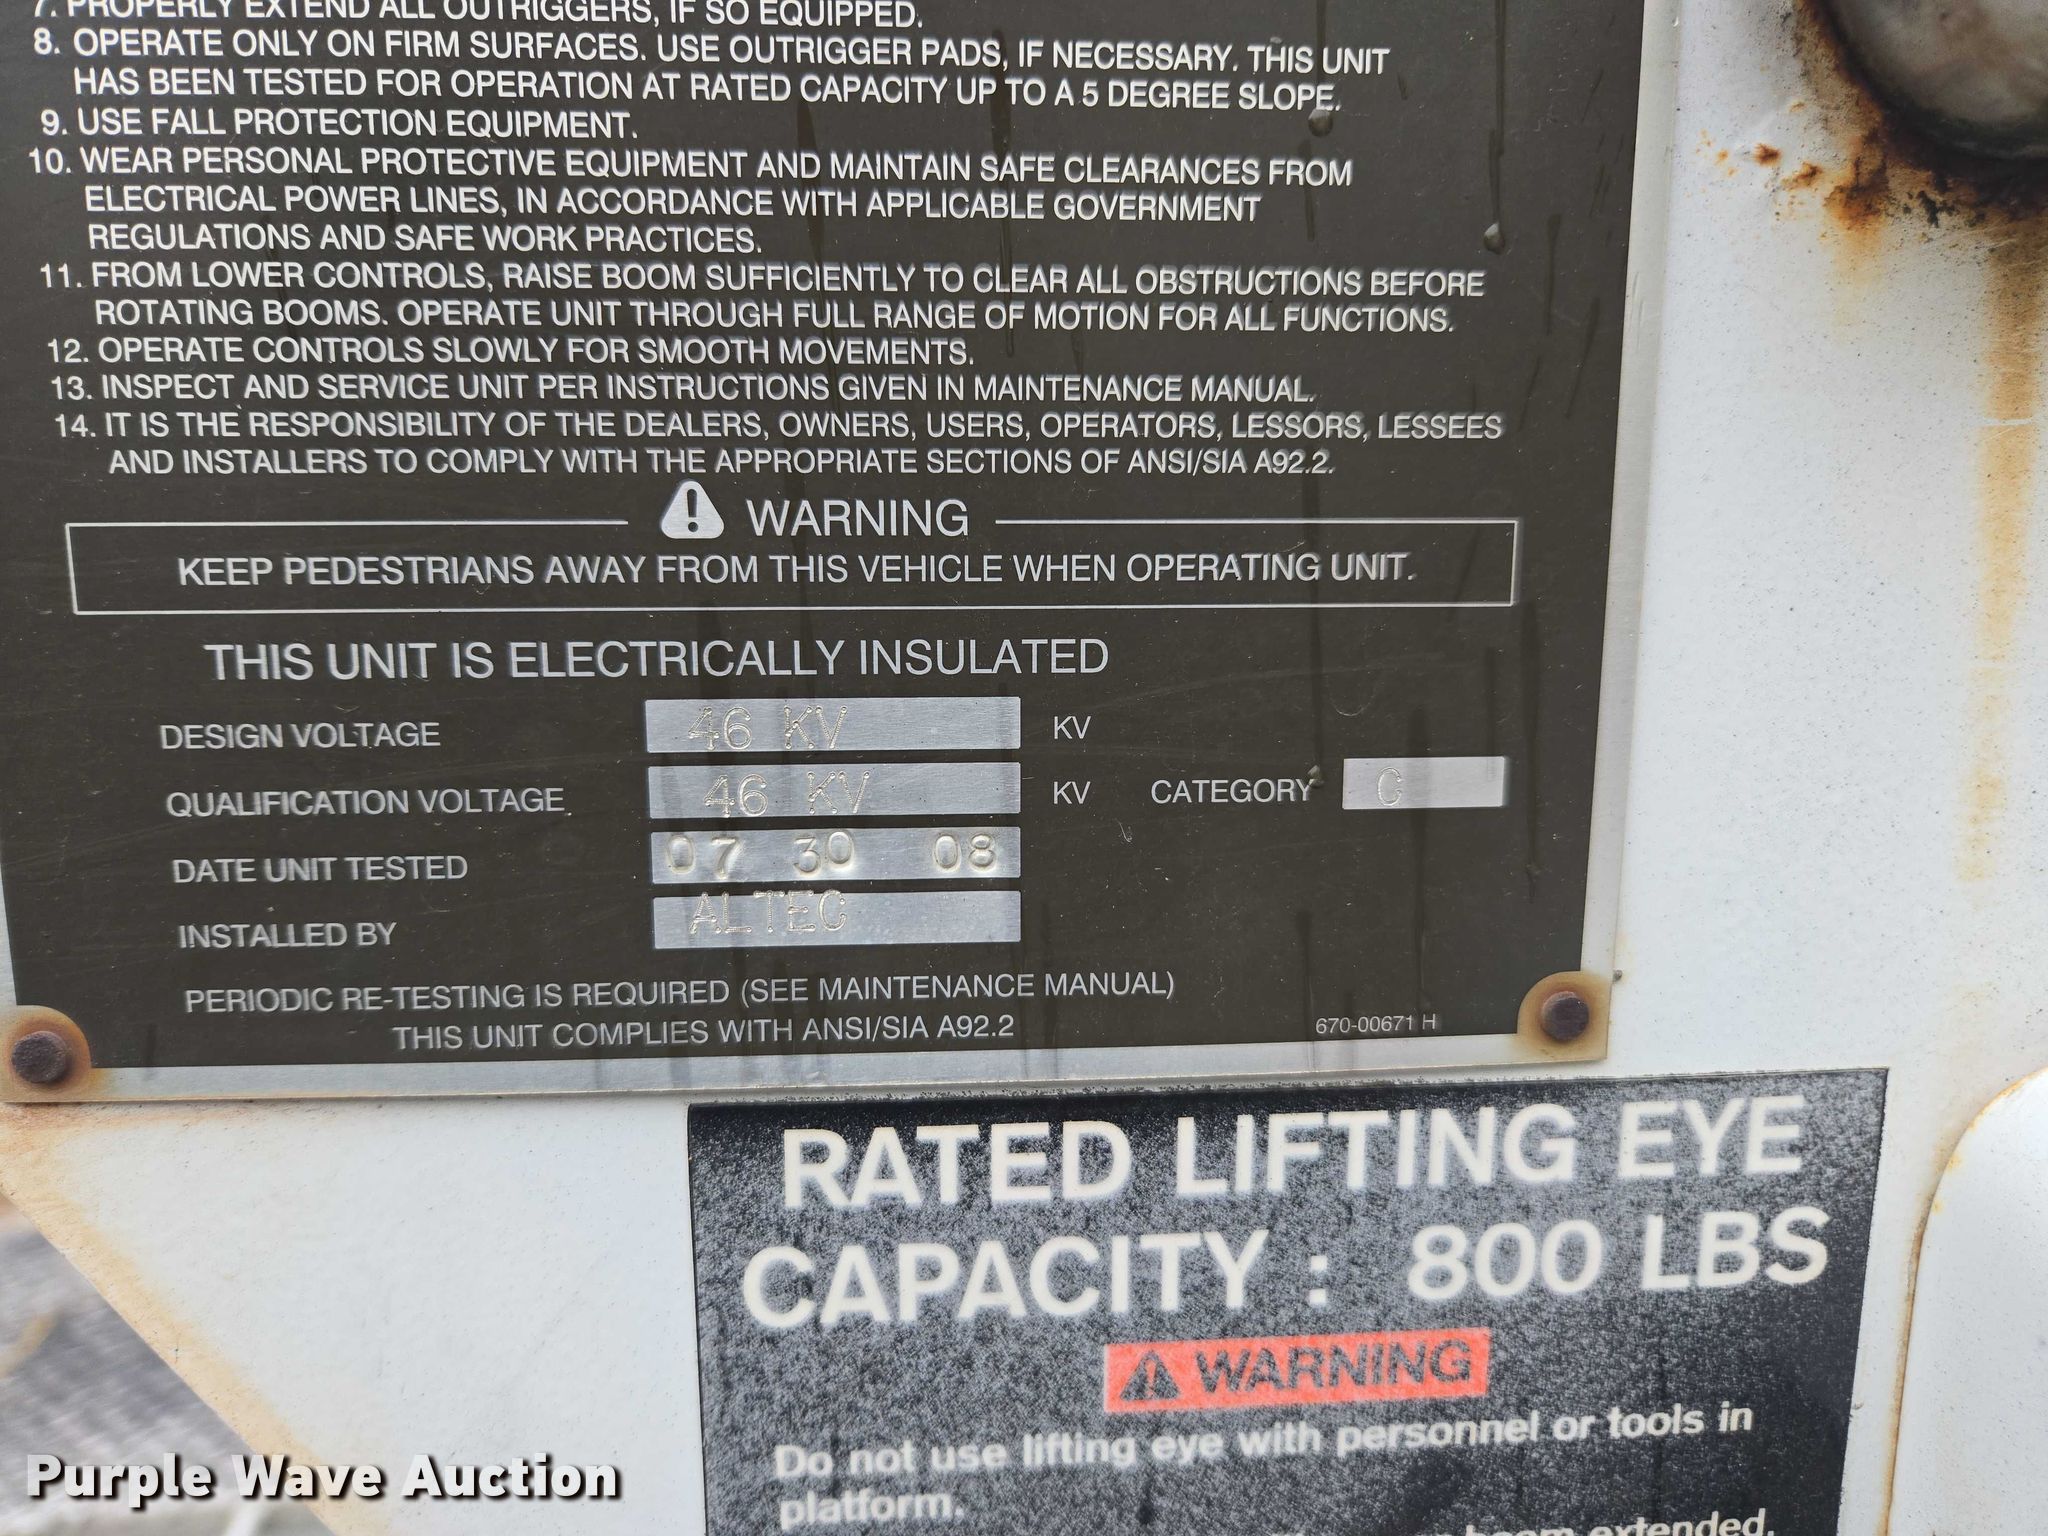 7. PROPERLY EXTEND ALL OUTRIGGERS, IF SO EQUIPPED.
8. OPERATE ONLY ON FIRM SURFACES. USE OUTRIGGER PADS, IF NECESSARY. THIS UNIT
HAS BEEN TESTED FOR OPERATION AT RATED CAPACITY UP TO A 5 DEGREE SLOPE.
9. USE FALL PROTECTION EQUIPMENT.
10. WEAR PERSONAL PROTECTIVE EQUIPMENT AND MAINTAIN SAFE CLEARANCES FROM
ELECTRICAL POWER LINES, IN ACCORDANCE WITH APPLICABLE GOVERNMENT
REGULATIONS AND SAFE WORK PRACTICES.
11. FROM LOWER CONTROLS, RAISE BOOM SUFFICIENTLY TO CLEAR ALL OBSTRUCTIONS BEFORE
ROTATING BOOMS. OPERATE UNIT THROUGH FULL RANGE OF MOTION FOR ALL FUNCTIONS.
12. OPERATE CONTROLS SLOWLY FOR SMOOTH MOVEMENTS.
13. INSPECT AND SERVICE UNIT PER INSTRUCTIONS GIVEN IN MAINTENANCE MANUAL.
14. IT IS THE RESPONSIBILITY OF THE DEALERS, OWNERS, USERS, OPERATORS, LESSORS, LESSEES
AND INSTALLERS TO COMPLY WITH THE APPROPRIATE SECTIONS OF ANSI/SIA A92.2.
WARNING
KEEP PEDESTRIANS AWAY FROM THIS VEHICLE WHEN OPERATING UNIT.
THIS UNIT IS ELECTRICALLY INSULATED
DESIGN VOLTAGE 46 KV KV
QUALIFICATION VOLTAGE 46 KV KV CATEGORY C
DATE UNIT TESTED 07 30 08
INSTALLED BY ALTEC
PERIODIC RE-TESTING IS REQUIRED (SEE MAINTENANCE MANUAL)
THIS UNIT COMPLIES WITH ANSI/SIA A92.2 670-00671 H
RATED LIFTING EYE
CAPACITY : 800 LBS
WARNING
Do not use lifting eye with personnel or tools in
platform.
boom extended.
Purple Wave Auction